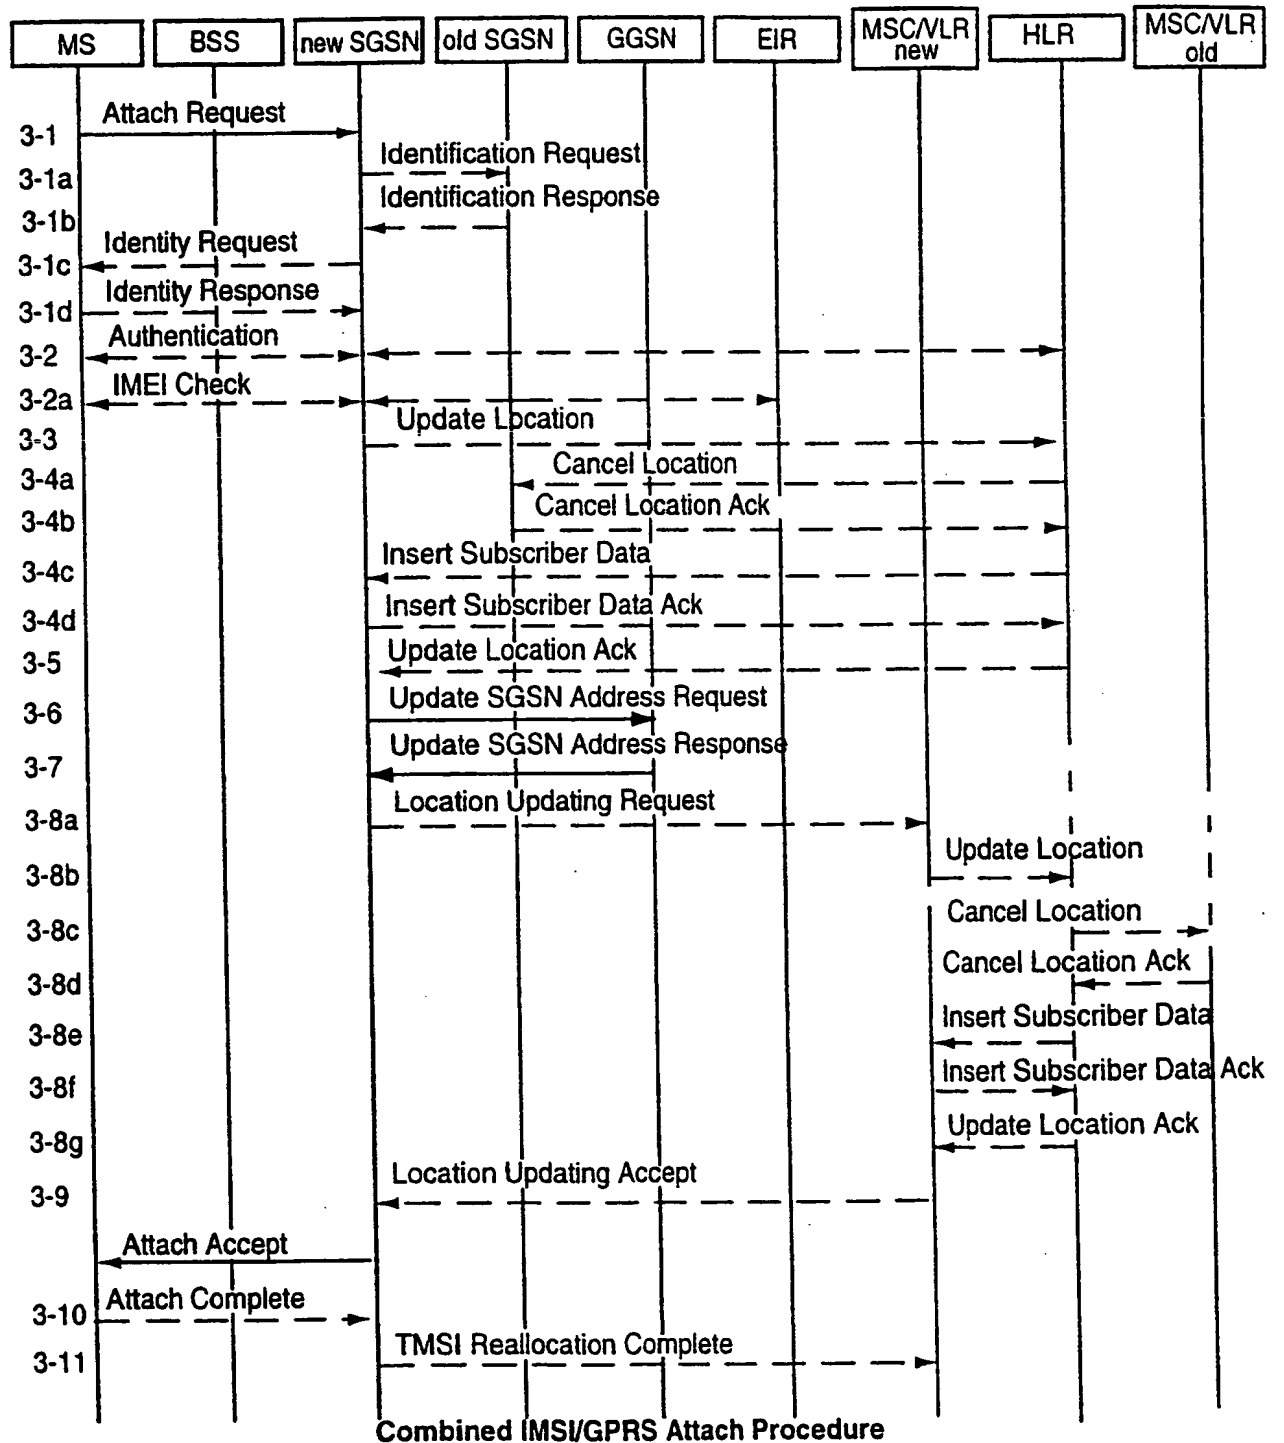 MS
BSS
new SGSN
old SGSN
GGSN
EIR
MSC/VLR
new
HLR
MSC/VLR
old
Attach Request
3-1
Identification Request
3-1a
Identification Response
3-1b
Identity Request
3-1c
Identity Response
3-1d
Authentication
3-2
IMEI Check
3-2a
Update Location
3-3
Cancel Location
3-4a
Cancel Location Ack
3-4b
Insert Subscriber Data
3-4c
Insert Subscriber Data Ack
3-4d
Update Location Ack
3-5
Update SGSN Address Request
3-6
Update SGSN Address Response
3-7
Location Updating Request
3-8a
Update Location
3-8b
Cancel Location
3-8c
Cancel Location Ack
3-8d
Insert Subscriber Data
3-8e
Insert Subscriber Data Ack
3-8f
Update Location Ack
3-8g
Location Updating Accept
3-9
Attach Accept
Attach Complete
3-10
TMSI Reallocation Complete
3-11
Combined IMSI/GPRS Attach Procedure